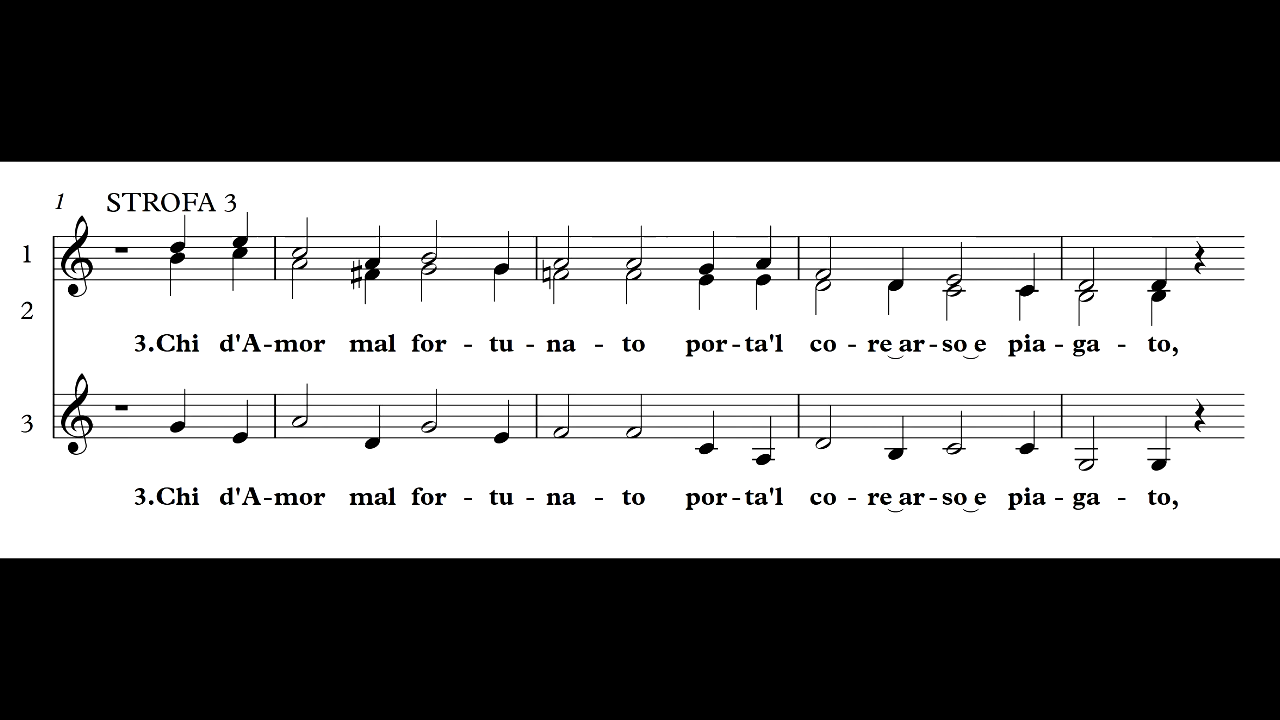 1 STROFA 3
1
2
3.Chi d'A-mor mal for - tu - na - to por-ta'l co - re‿ar-so‿e pia-ga - to,
3
3.Chi d'A-mor mal for - tu - na - to por-ta'l co - re‿ar-so‿e pia-ga - to,